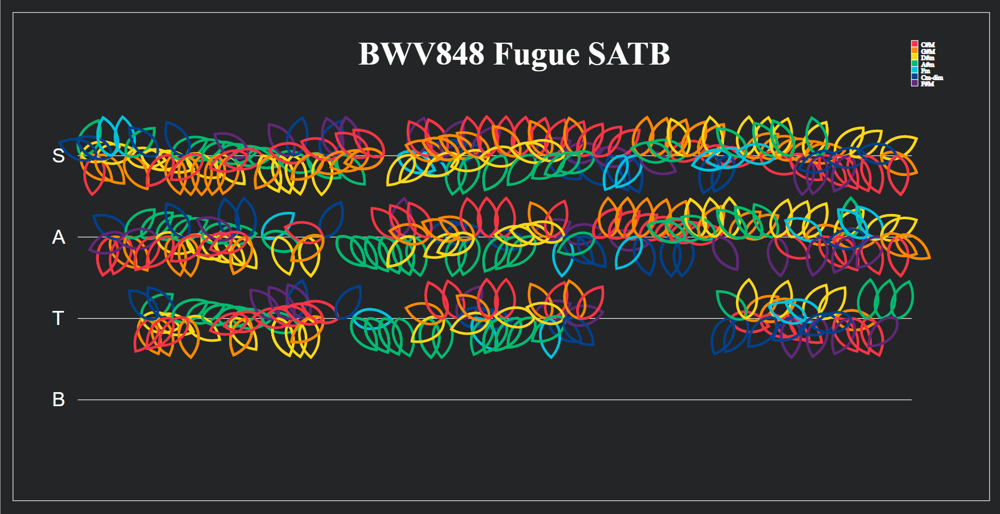 BWV848 Fugue SATB
C#M
G#M
D#m
A#m
Fm
Cm-dim
F#M
S
A
T
B